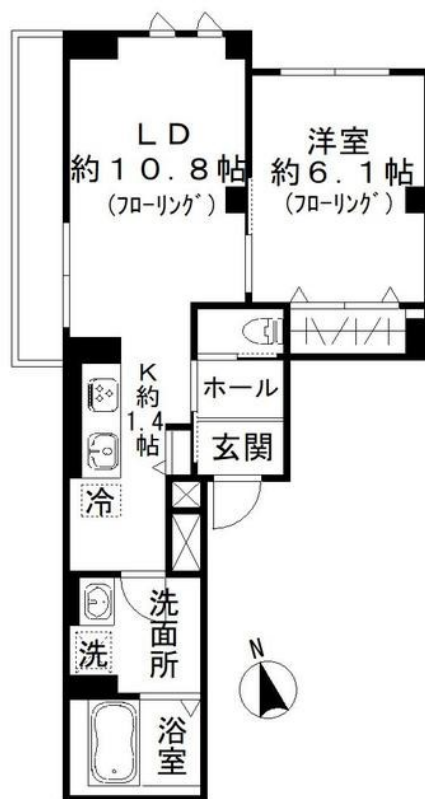 ＬＤ
約１０.８帖
(ﾌﾛｰﾘﾝｸﾞ)
洋室
約６.１帖
(ﾌﾛｰﾘﾝｸﾞ)
K
約
1.4
帖
ホール
玄関
冷
洗面所
洗
浴室
N